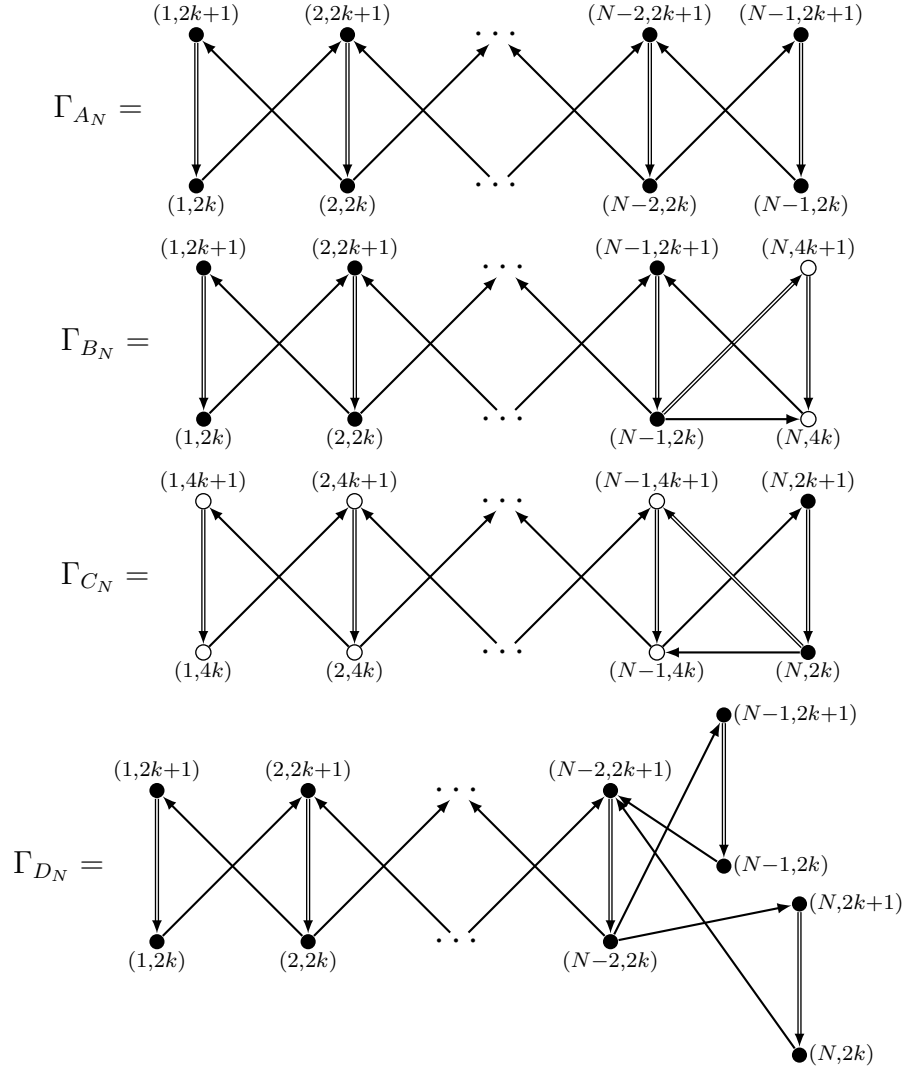 (1,2k+1) (2,2k+1) ··· (N−2,2k+1) (N−1,2k+1)
Γ_{A_N} =
(1,2k) (2,2k) ··· (N−2,2k) (N−1,2k)
(1,2k+1) (2,2k+1) ··· (N−1,2k+1) (N,4k+1)
Γ_{B_N} =
(1,2k) (2,2k) ··· (N−1,2k) (N,4k)
(1,4k+1) (2,4k+1) ··· (N−1,4k+1) (N,2k+1)
Γ_{C_N} =
(1,4k) (2,4k) ··· (N−1,4k) (N,2k)
(N−1,2k+1)
(1,2k+1) (2,2k+1) ··· (N−2,2k+1)
Γ_{D_N} =
(N−1,2k)
(N,2k+1)
(1,2k) (2,2k) ··· (N−2,2k)
(N,2k)